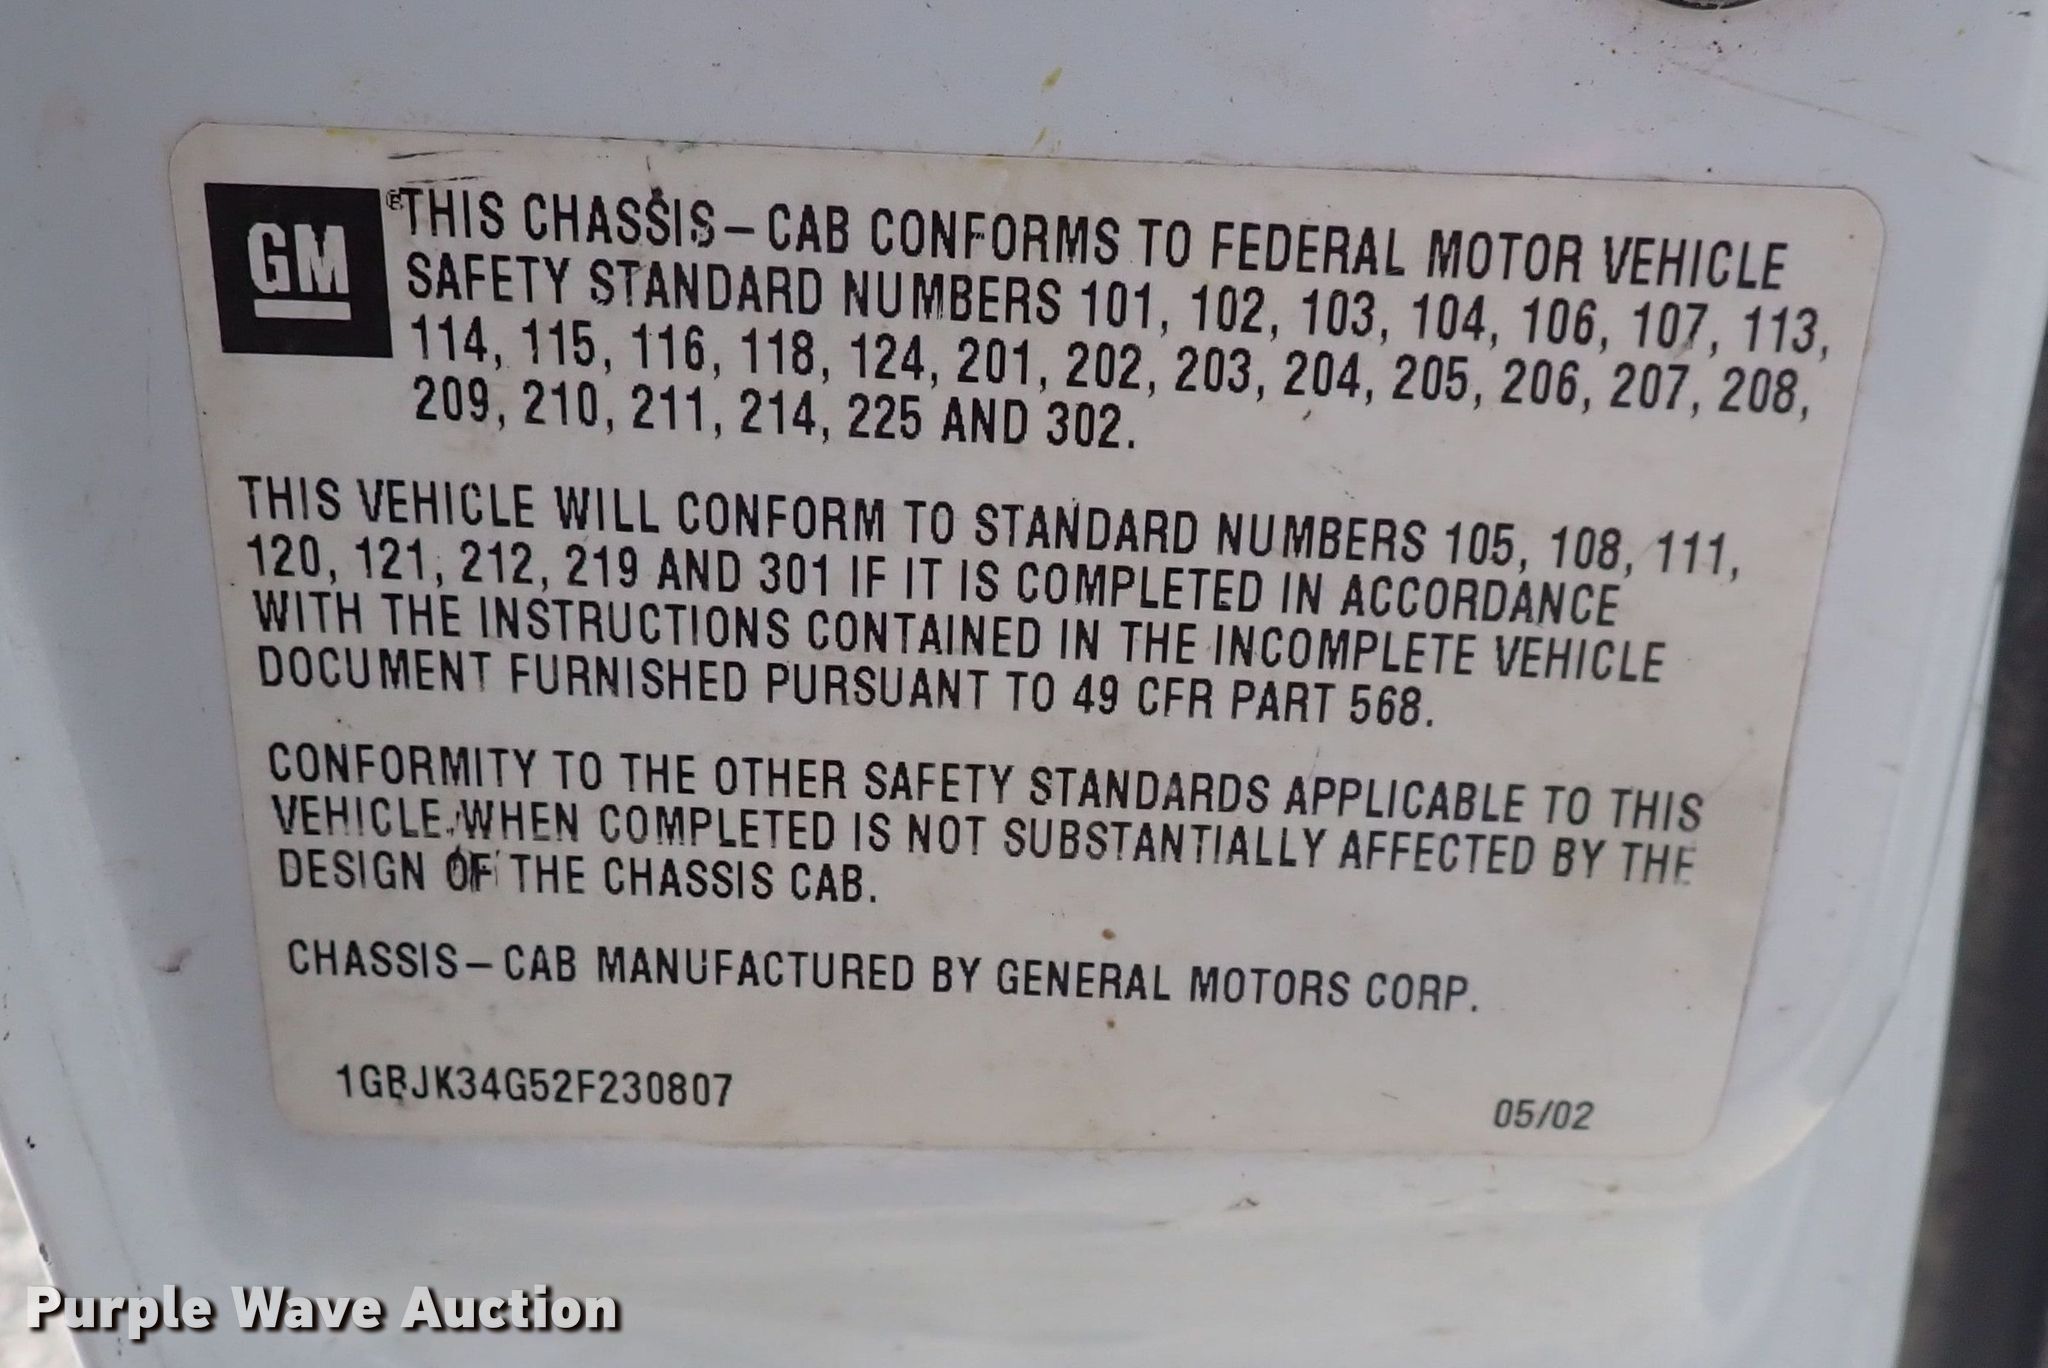 GM
®THIS CHASSIS-CAB CONFORMS TO FEDERAL MOTOR VEHICLE
SAFETY STANDARD NUMBERS 101, 102, 103, 104, 106, 107, 113,
114, 115, 116, 118, 124, 201, 202, 203, 204, 205, 206, 207, 208,
209, 210, 211, 214, 225 AND 302.
THIS VEHICLE WILL CONFORM TO STANDARD NUMBERS 105, 108, 111,
120, 121, 212, 219 AND 301 IF IT IS COMPLETED IN ACCORDANCE
WITH THE INSTRUCTIONS CONTAINED IN THE INCOMPLETE VEHICLE
DOCUMENT FURNISHED PURSUANT TO 49 CFR PART 568.
CONFORMITY TO THE OTHER SAFETY STANDARDS APPLICABLE TO THIS
VEHICLE, WHEN COMPLETED IS NOT SUBSTANTIALLY AFFECTED BY THE
DESIGN OF THE CHASSIS CAB.
CHASSIS-CAB MANUFACTURED BY GENERAL MOTORS CORP.
1GBJK34G52F230807
05/02
Purple Wave Auction